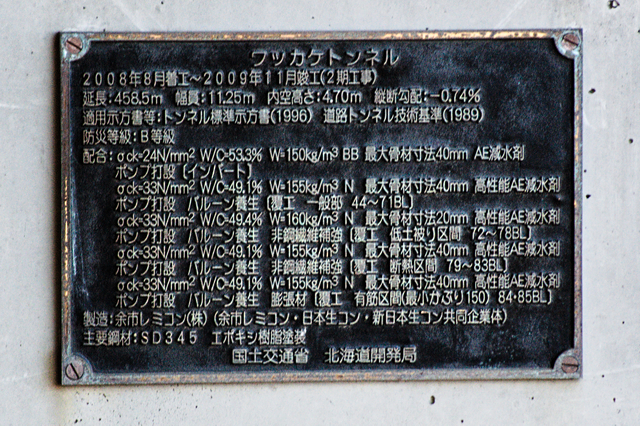 ワッカケトンネル
2008年8月着工～2009年11月竣工(2期工事)
延長：458.5m 幅員：11.25m 内空高さ：4.70m 縦断勾配：-0.74%
適用示方書等：トンネル標準示方書(1996) 道路トンネル技術基準(1989)
防災等級：B等級
配合：σck-24N/mm² W/C-53.3% W=150kg/m³ BB 最大骨材寸法40mm AE減水剤
ポンプ打設〔インバート〕
σck-33N/mm² W/C-49.1% W=155kg/m³ N 最大骨材寸法40mm 高性能AE減水剤
ポンプ打設 バルーン養生〔覆工 一般部 44～71BL〕
σck-33N/mm² W/C-49.4% W=160kg/m³ N 最大骨材寸法20mm 高性能AE減水剤
ポンプ打設 バルーン養生 非鋼繊維補強〔覆工 低土被り区間 72～78BL〕
σck-33N/mm² W/C-49.1% W=155kg/m³ N 最大骨材寸法40mm 高性能AE減水剤
ポンプ打設 バルーン養生 非鋼繊維補強〔覆工 断熱区間 79～83BL〕
σck-33N/mm² W/C-49.1% W=155kg/m³ N 最大骨材寸法40mm 高性能AE減水剤
ポンプ打設 バルーン養生 膨張材〔覆工 有筋区間(最小かぶり150) 84・85BL〕
製造：余市レミコン(株)(余市レミコン・日本生コン・新日本生コン共同企業体)
主要鋼材：SD345 エポキシ樹脂塗装
国土交通省 北海道開発局